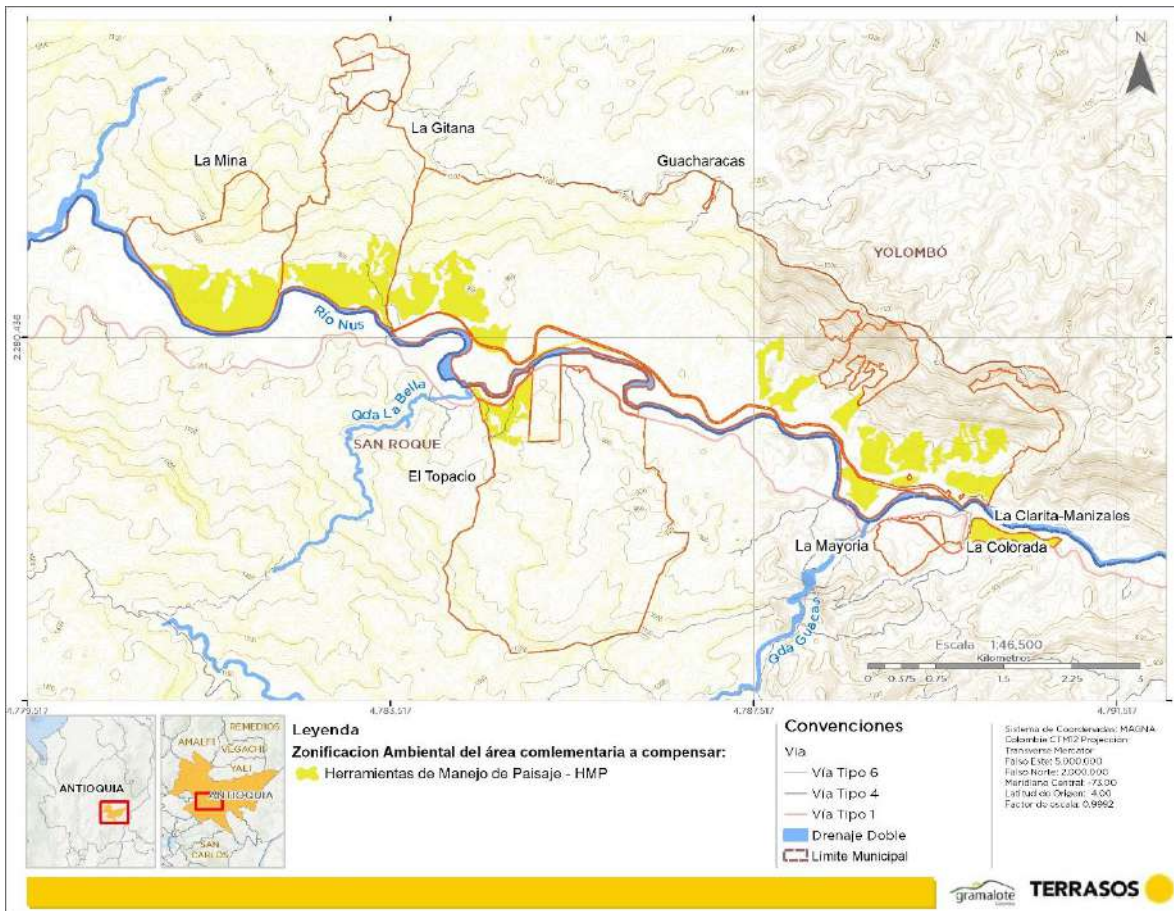 N
La Gitana
La Mina
Guacharacas
YOLOMBÓ
Río Nus
2.280.436
Qda La Bella
SAN ROQUE
El Topacio
La Clarita-Manizales
La Mayoria
La Colorada
Qda Guacas
Escala 1:46,500
Kilometros
0 0.375 0.75 1.5 2.25 3
4.779.517 4.783.517 4.787.517 4.791.517
ANTIOQUIA
REMEDIOS
AMALFI
VEGACHÍ
YALÍ
ANTIOQUIA
SAN
CARLOS
Leyenda
Zonificacion Ambiental del área comlementaria a compensar:
Herramientas de Manejo de Paisaje - HMP
Convenciones
Vía
Vía Tipo 6
Vía Tipo 4
Vía Tipo 1
Drenaje Doble
Limite Municipal
Sistema de Coordenadas: MAGNA
Colombia CTM12 Projección:
Transverse Mercator
Falso Este: 5.000.000
Falso Norte: 2.000.000
Meridiano Central: -73.00
Latitud de Origen: 4.00
Factor de escala: 0.9992
gramalote
TERRASOS